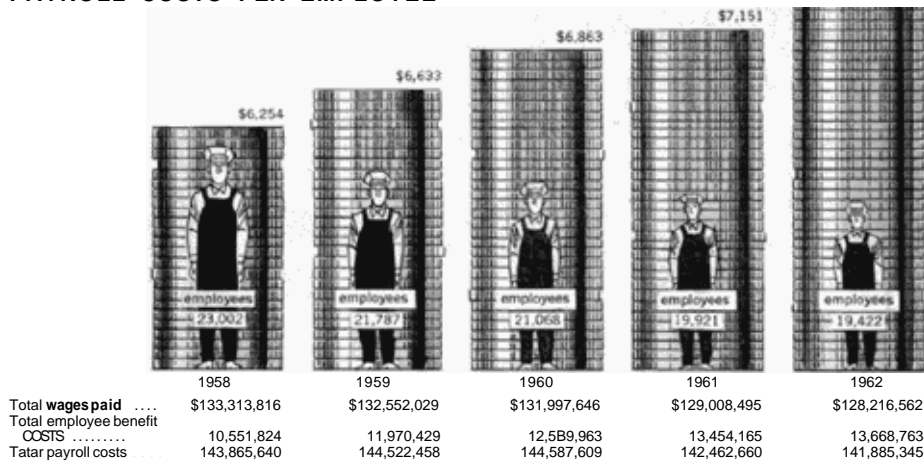 $6,254
$6,633
$6,863
$7,151
employees
23,002
employees
21,787
employees
21,068
employees
19,921
employees
19,422
1958 1959 1960 1961 1962
Total wages paid .... $133,313,816 $132,552,029 $131,997,646 $129,008,495 $128,216,562
Total employee benefit
COSTS ......... 10,551,824 11,970,429 12,5B9,963 13,454,165 13,668,763
Tatar payroll costs .... 143,865,640 144,522,458 144,587,609 142,462,660 141,885,345